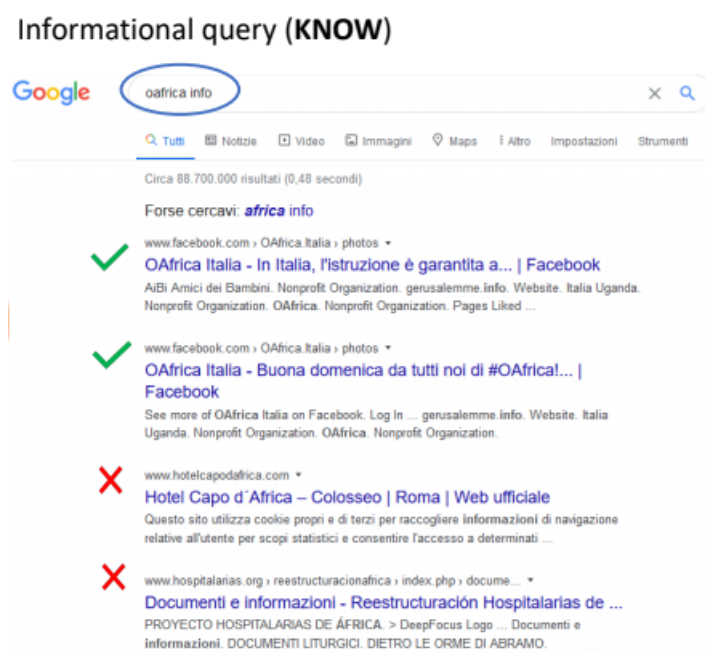 Informational query (KNOW)
Google
oafrica info
Tutti Notizie Video Immagini Maps Altro Impostazioni Strumenti
Circa 88.700.000 risultati (0,48 secondi)
Forse cercavi: africa info
www.facebook.com › OAfrica.Italia › photos
OAfrica Italia - In Italia, l'istruzione è garantita a... | Facebook
AiBi Amici dei Bambini. Nonprofit Organization. gerusalemme.info. Website. Italia Uganda.
Nonprofit Organization. OAfrica. Nonprofit Organization. Pages Liked ...
www.facebook.com › OAfrica.Italia › photos
OAfrica Italia - Buona domenica da tutti noi di #OAfrica!... |
Facebook
See more of OAfrica Italia on Facebook. Log In ... gerusalemme.info. Website. Italia
Uganda. Nonprofit Organization. OAfrica. Nonprofit Organization.
www.hotelcapodafrica.com
Hotel Capo d´Africa – Colosseo | Roma | Web ufficiale
Questo sito utilizza cookie propri e di terzi per raccogliere informazioni di navigazione
relative all'utente per scopi statistici e consentire l'accesso a determinati ...
www.hospitalarias.org › reestructuracionafrica › index.php › docume...
Documenti e informazioni - Reestructuración Hospitalarias de ...
PROYECTO HOSPITALARIAS DE ÁFRICA. > DeepFocus Logo ... Documenti e
informazioni. DOCUMENTI LITURGICI. DIETRO LE ORME DI ABRAMO.